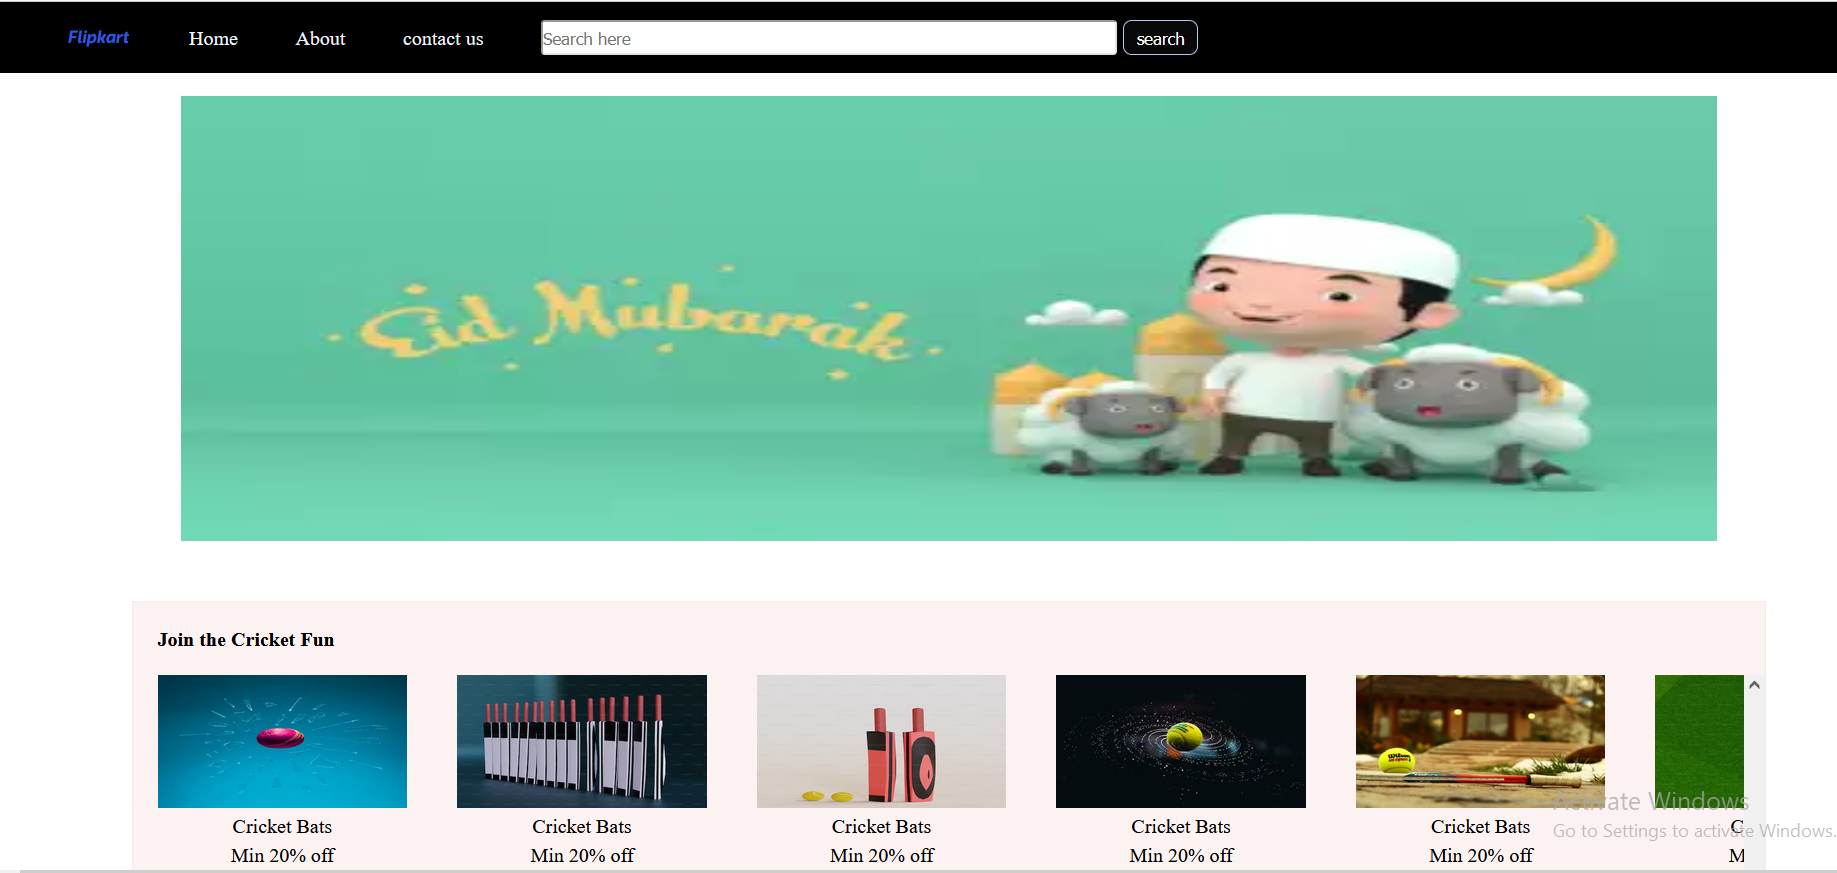 Flipkart Home About contact us Search here search
Eid Mubarak
Join the Cricket Fun
Cricket Bats Cricket Bats Cricket Bats Cricket Bats Cricket Bats C
Min 20% off Min 20% off Min 20% off Min 20% off Min 20% off M
Activate Windows
Go to Settings to activate Windows.
Wilson